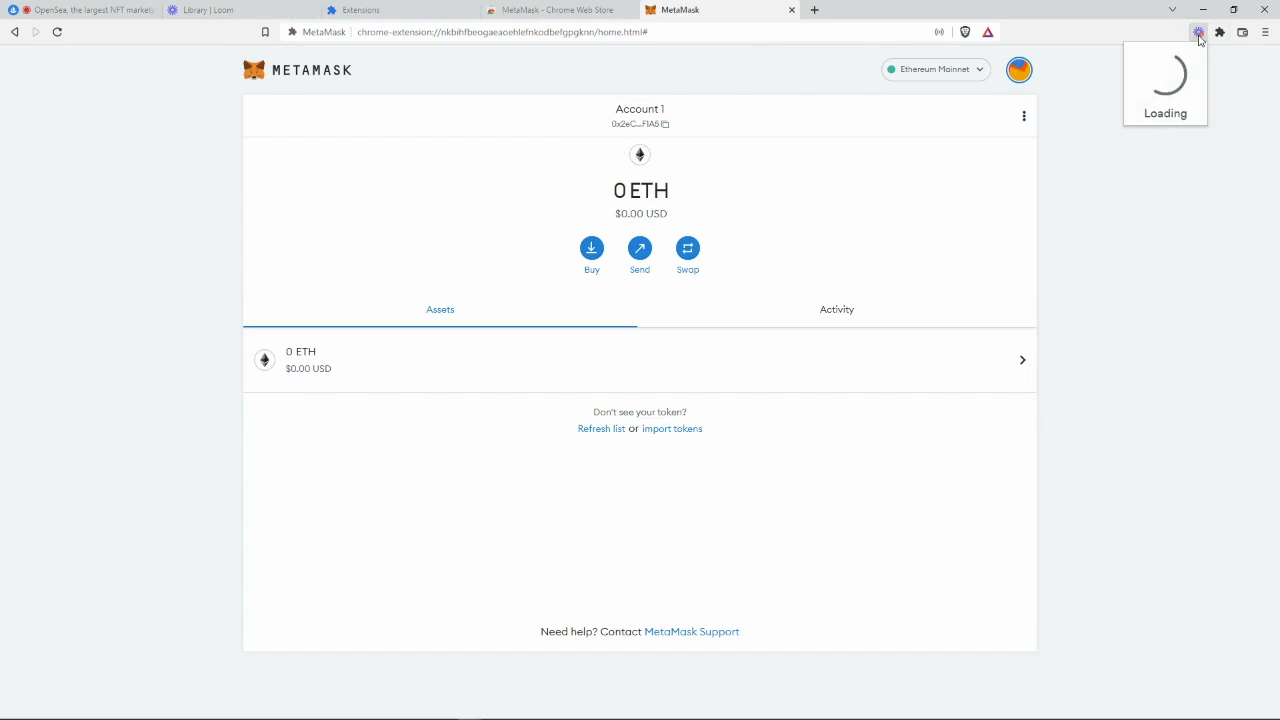 OpenSea, the largest NFT marketp
Library | Loom
Extensions
MetaMask - Chrome Web Store
MetaMask
MetaMask
chrome-extension://nkbihfbeogaeaoehlefnkodbefgpgknn/home.html#
METAMASK
Ethereum Mainnet
Loading
Account 1
0x2eC...F1A5
0 ETH
$0.00 USD
Buy
Send
Swap
Assets
Activity
0 ETH
$0.00 USD
Don't see your token?
Refresh list or import tokens
Need help? Contact MetaMask Support